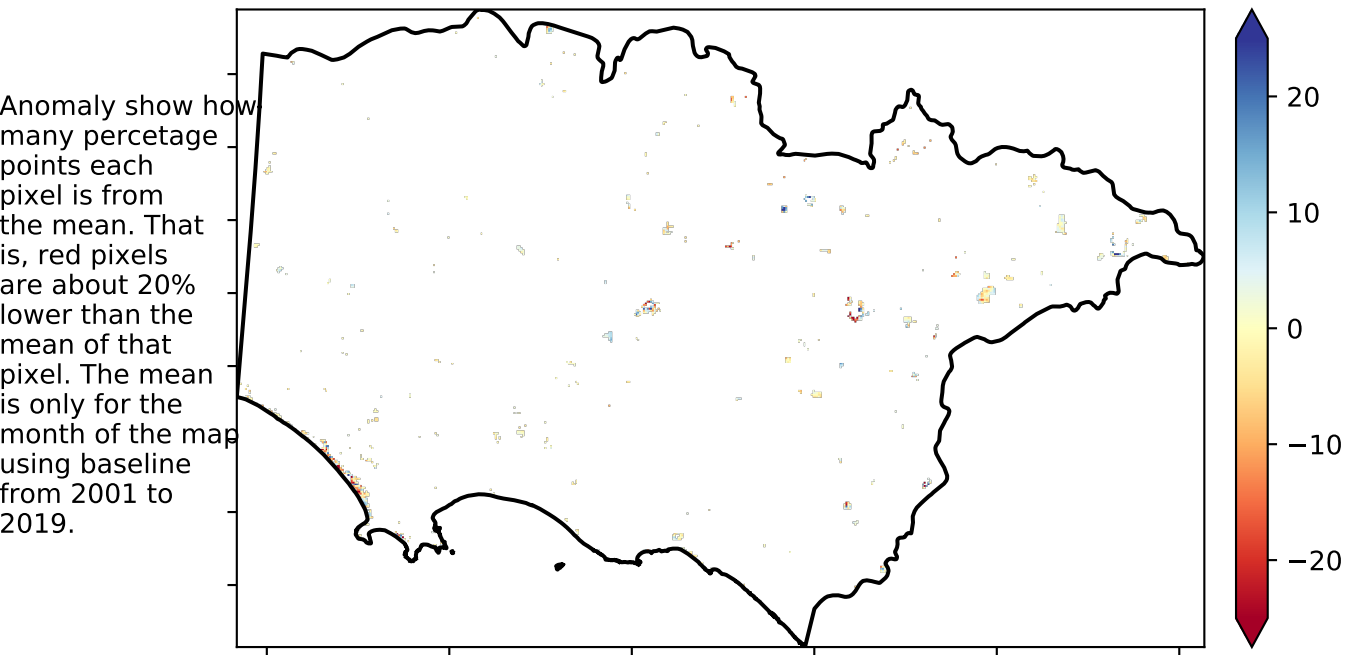 Anomaly show how
many percetage
points each
pixel is from
the mean. That
is, red pixels
are about 20%
lower than the
mean of that
pixel. The mean
is only for the
month of the map
using baseline
from 2001 to
2019.
20
10
0
−10
−20